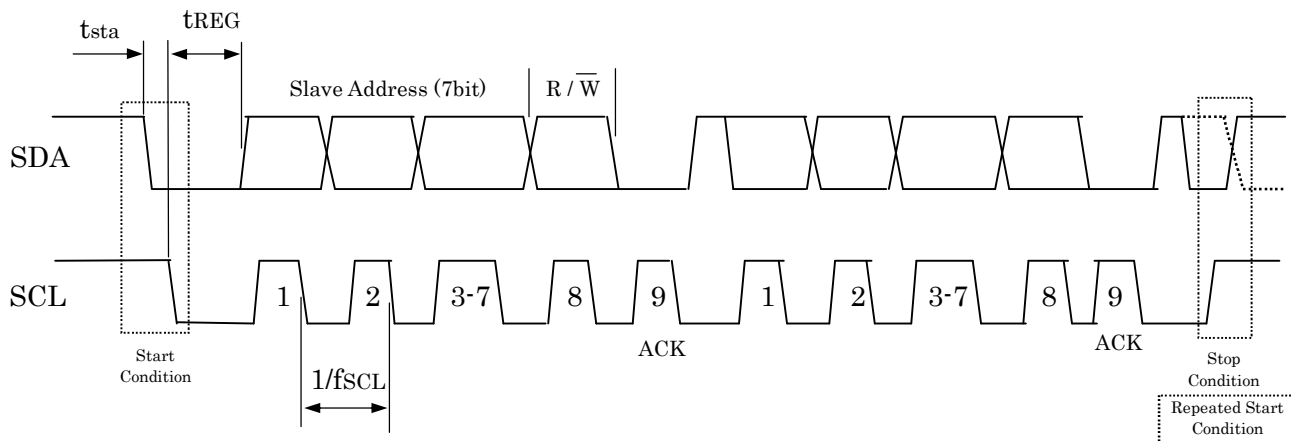 tsta tREG
Slave Address (7bit) R / W̅
SDA
SCL 1 2 3-7 8 9 1 2 3-7 8 9
ACK ACK
Start
Condition
Stop
Condition
1/fSCL
Repeated Start
Condition